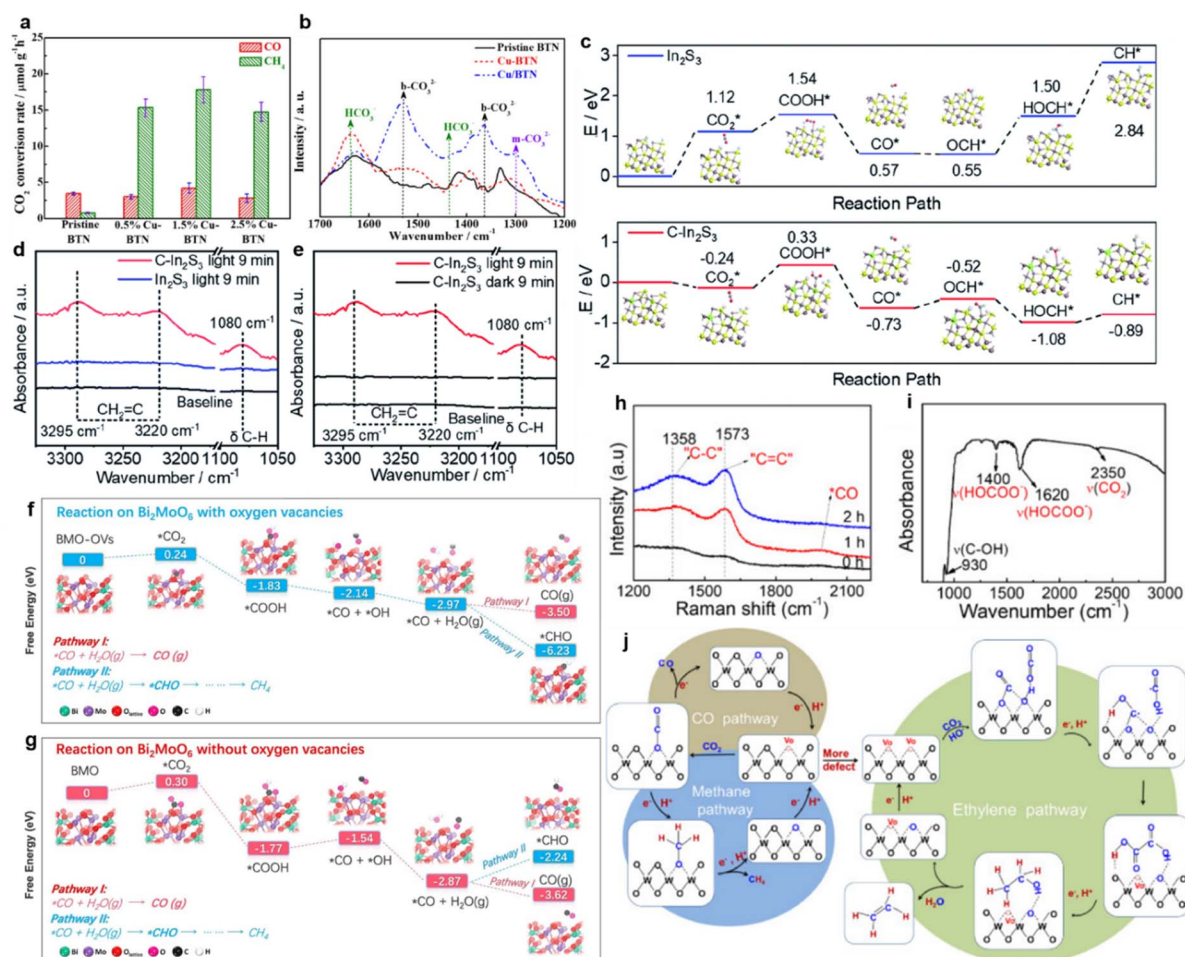 a
CO
CH4
CO2 converison rate / μmol g-1h-1
25
20
15
10
5
0
Pristine BTN
0.5% Cu-BTN
1.5% Cu-BTN
2.5% Cu-BTN
b
Pristine BTN
Cu-BTN
Cu/BTN
b-CO3 2-
HCO3-
HCO3-
b-CO3 2-
m-CO3 2-
Intensity / a. u.
1700 1600 1500 1400 1300 1200
Wavenumber / cm-1
c
In2S3
E / eV
3
2
1
0
1.12
CO2*
1.54
COOH*
CO*
0.57
OCH*
0.55
1.50
HOCH*
CH*
2.84
Reaction Path
C-In2S3
E / eV
1
0
-1
-2
-0.24
CO2*
0.33
COOH*
CO*
-0.73
-0.52
OCH*
HOCH*
-1.08
CH*
-0.89
Reaction Path
d
C-In2S3 light 9 min
In2S3 light 9 min
1080 cm-1
CH2=C
Baseline
3295 cm-1
3220 cm-1
δ C-H
Absorbance / a.u.
3300 3250 3200 1100 1050
Wavenumber / cm-1
e
C-In2S3 light 9 min
C-In2S3 dark 9 min
1080 cm-1
CH2=C
Baseline
3295 cm-1
3220 cm-1
δ C-H
Absorbance / a.u.
3300 3250 3200 1100 1050
Wavenumber / cm-1
f
Reaction on Bi2MoO6 with oxygen vacancies
Free Energy (eV)
BMO-OVs
0
*CO2
0.24
-1.83
*COOH
-2.14
*CO + *OH
-2.97
*CO + H2O(g)
Pathway I
CO(g)
-3.50
Pathway II
*CHO
-6.23
Pathway I:
*CO + H2O(g) → CO (g)
Pathway II:
*CO + H2O(g) → *CHO → ...... → CH4
Bi Mo Olattice O C H
g
Reaction on Bi2MoO6 without oxygen vacancies
Free Energy (eV)
BMO
0
*CO2
0.30
-1.77
*COOH
-1.54
*CO + *OH
-2.87
*CO + H2O(g)
Pathway II
*CHO
-2.24
Pathway I
CO(g)
-3.62
Pathway I:
*CO + H2O(g) → CO (g)
Pathway II:
*CO + H2O(g) → *CHO → ...... → CH4
Bi Mo Olattice O C H
h
1358
1573
"C-C"
"C=C"
*CO
2 h
1 h
0 h
Intensity (a.u)
1200 1500 1800 2100
Raman shift (cm-1)
i
1400
ν(HOCOO-)
1620
ν(HOCOO-)
2350
ν(CO2)
ν(C-OH)
930
Absorbance
1000 1500 2000 2500 3000
Wavenumber (cm-1)
j
CO
e-
CO pathway
e- H+
CO2
Vo
More defect
Methane pathway
e- H+
e- H+
e-, H+
CH4
Vo Vo
CO2
HO-
e-, H+
Ethylene pathway
e- H+
Vo
e-, H+
Vo
Vo
H2O